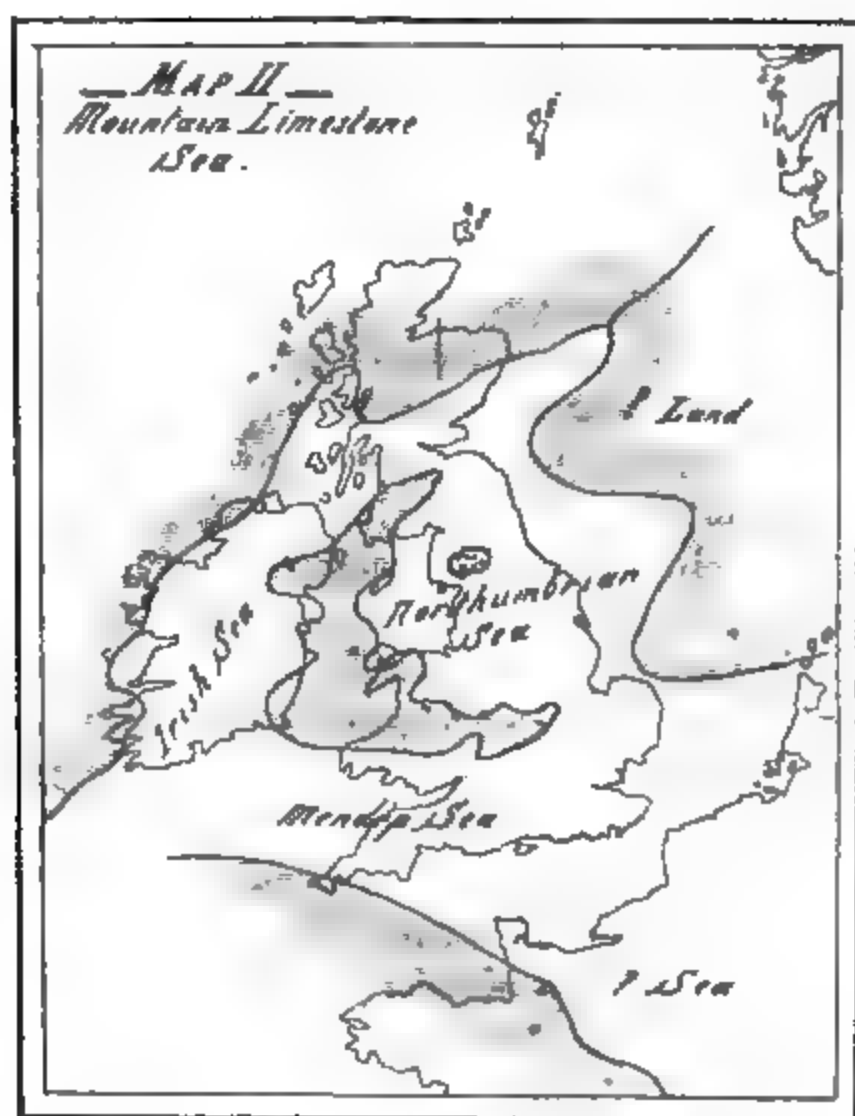 MAP II
Mountain Limestone
Sea.
? Land
Northumbrian
Sea
Irish Sea
Mendip Sea
? Sea